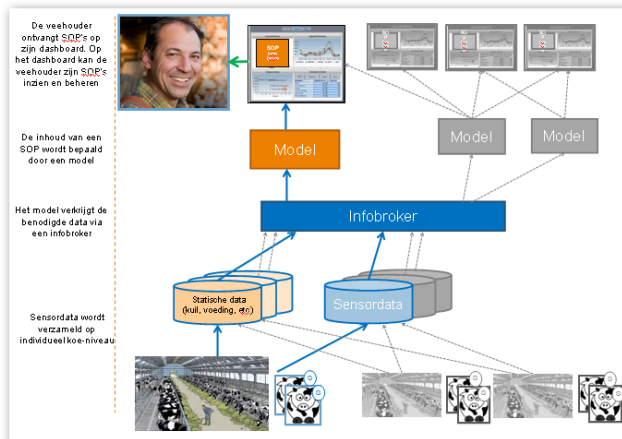 De veehouder
ontvangt SOP's op
zijn dashboard. Op
het dashboard kan de
veehouder zijn SOP's
inzien en beheren
SOP
De inhoud van een
SOP wordt bepaald
door een model
Model
Model
Model
Het model verkrijgt de
benodigde data via
een infobroker
Infobroker
Statische data
(kuil, voeding, etc)
Sensordata
Sensordata wordt
verzameld op
individueel koe-niveau